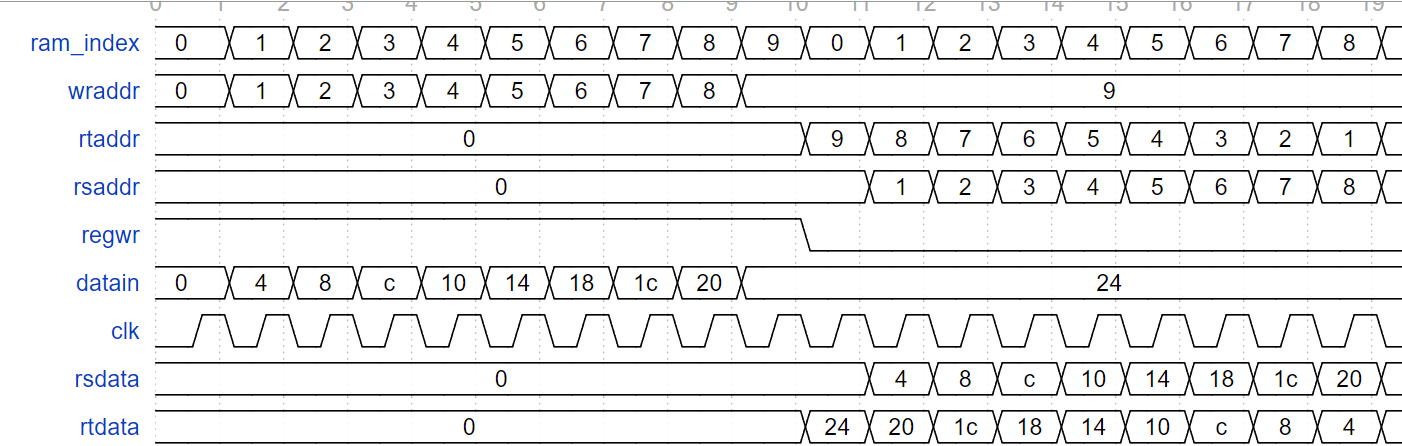 0 1 2 3 4 5 6 7 8 9 10 11 12 13 14 15 16 17 18 19
ram_index 0 1 2 3 4 5 6 7 8 9 0 1 2 3 4 5 6 7 8
wraddr 0 1 2 3 4 5 6 7 8 9
rtaddr 0 9 8 7 6 5 4 3 2 1
rsaddr 0 1 2 3 4 5 6 7 8
regwr
datain 0 4 8 c 10 14 18 1c 20 24
clk
rsdata 0 4 8 c 10 14 18 1c 20
rtdata 0 24 20 1c 18 14 10 c 8 4